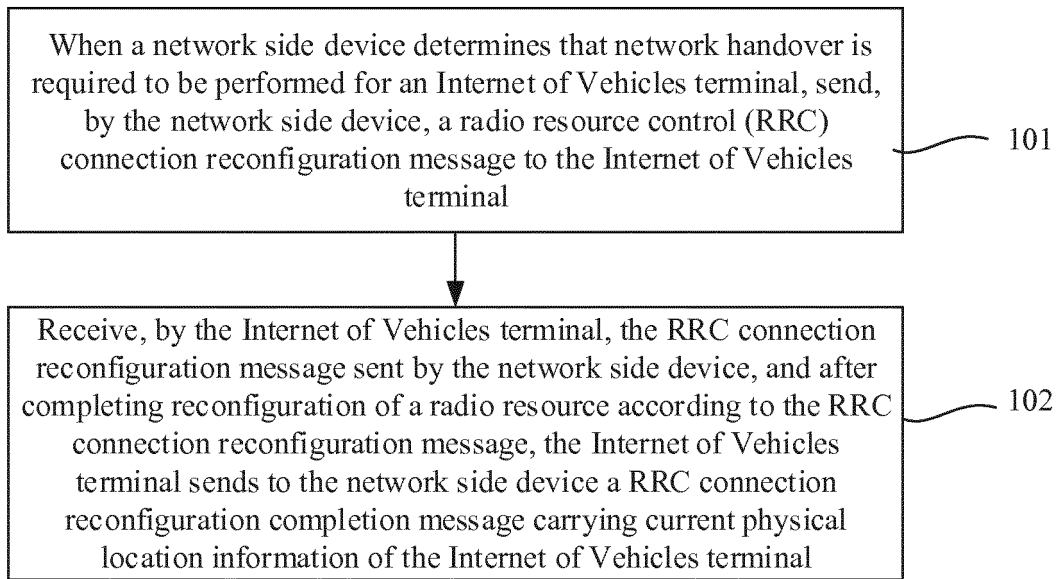 When a network side device determines that network handover is
required to be performed for an Internet of Vehicles terminal, send,
by the network side device, a radio resource control (RRC)
connection reconfiguration message to the Internet of Vehicles
terminal
101
Receive, by the Internet of Vehicles terminal, the RRC connection
reconfiguration message sent by the network side device, and after
completing reconfiguration of a radio resource according to the RRC
connection reconfiguration message, the Internet of Vehicles
terminal sends to the network side device a RRC connection
reconfiguration completion message carrying current physical
location information of the Internet of Vehicles terminal
102